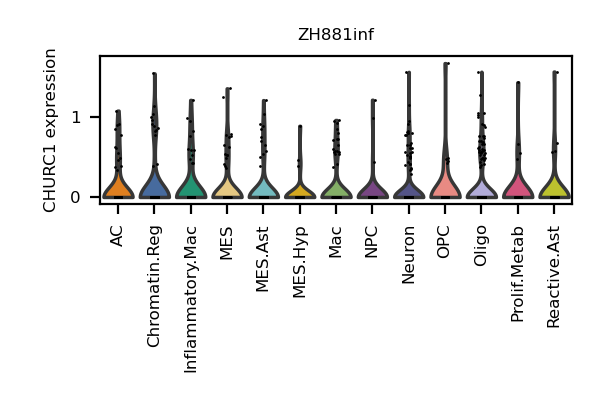 ZH881inf
CHURC1 expression
1
0
AC
Chromatin.Reg
Inflammatory.Mac
MES
MES.Ast
MES.Hyp
Mac
NPC
Neuron
OPC
Oligo
Prolif.Metab
Reactive.Ast